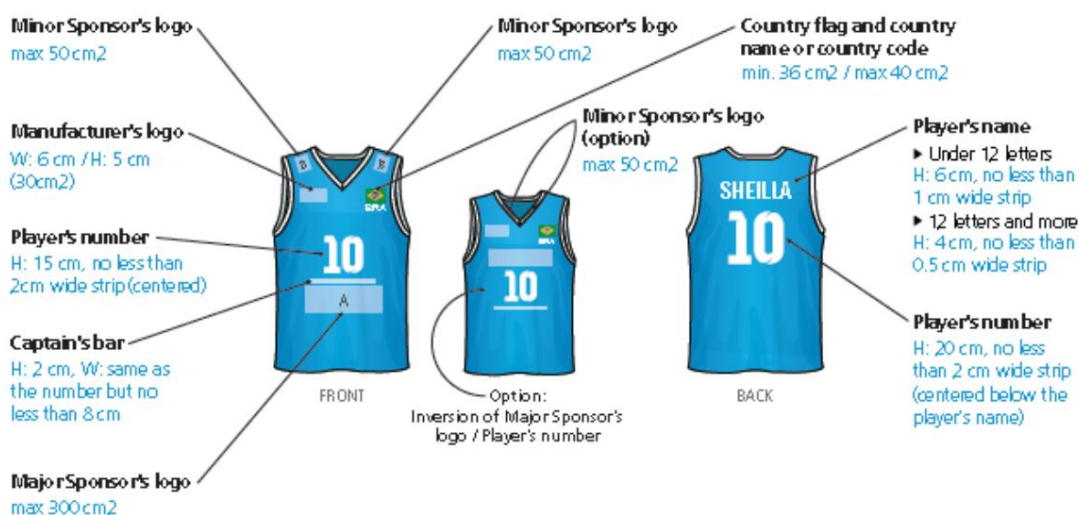 Minor Sponsor's logo
max 50 cm2
Minor Sponsor's logo
max 50 cm2
Country flag and country
name or country code
min. 36 cm2 / max 40 cm2
Manufacturer's logo
W: 6 cm / H: 5 cm
(30cm2)
Minor Sponsor's logo
(option)
max 50 cm2
Player's name
▸ Under 12 letters
H: 6 cm, no less than
1 cm wide strip
▸ 12 letters and more
H: 4 cm, no less than
0.5 cm wide strip
Player's number
H: 15 cm, no less than
2cm wide strip (centered)
BRA
10
A
BRA
10
SHEILLA
10
Captain's bar
H: 2 cm, W: same as
the number but no
less than 8 cm
Player's number
H: 20 cm, no less
than 2 cm wide strip
(centered below the
player's name)
FRONT
Option:
Inversion of Major Sponsor's
logo / Player's number
BACK
Major Sponsor's logo
max 300 cm2